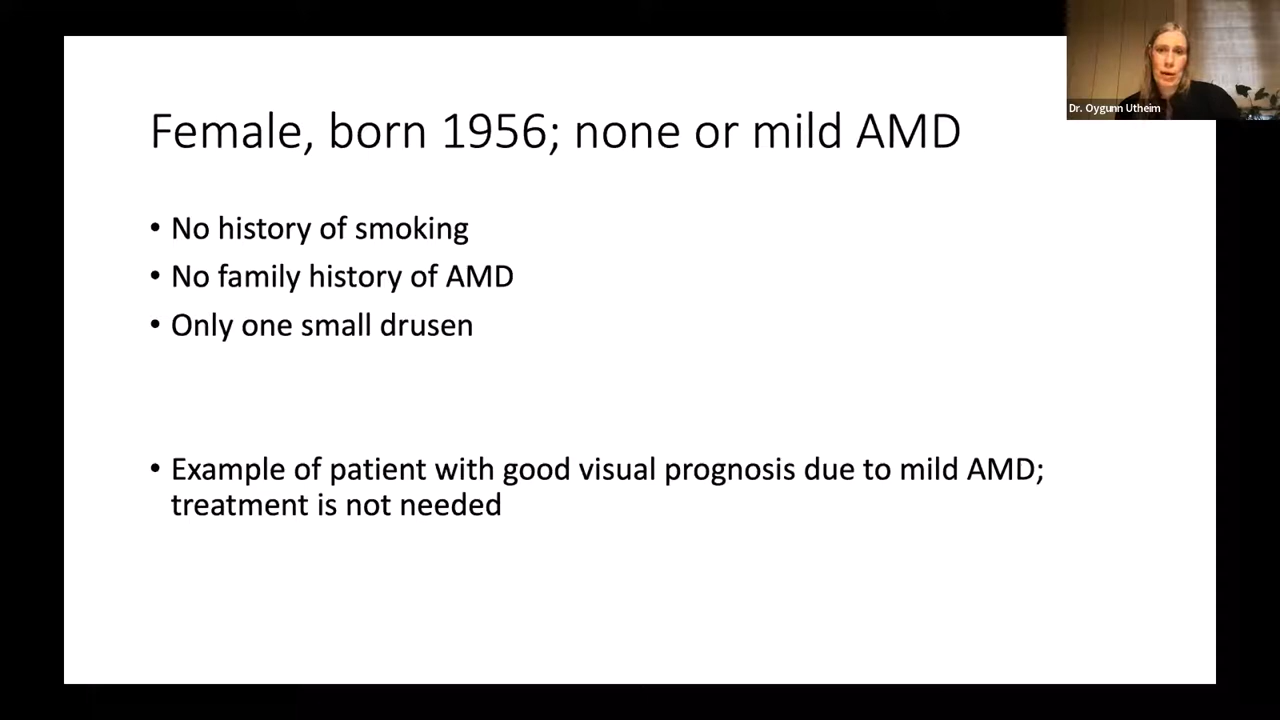 Dr. Oygunn Utheim
Female, born 1956; none or mild AMD
• No history of smoking
• No family history of AMD
• Only one small drusen
• Example of patient with good visual prognosis due to mild AMD;
treatment is not needed